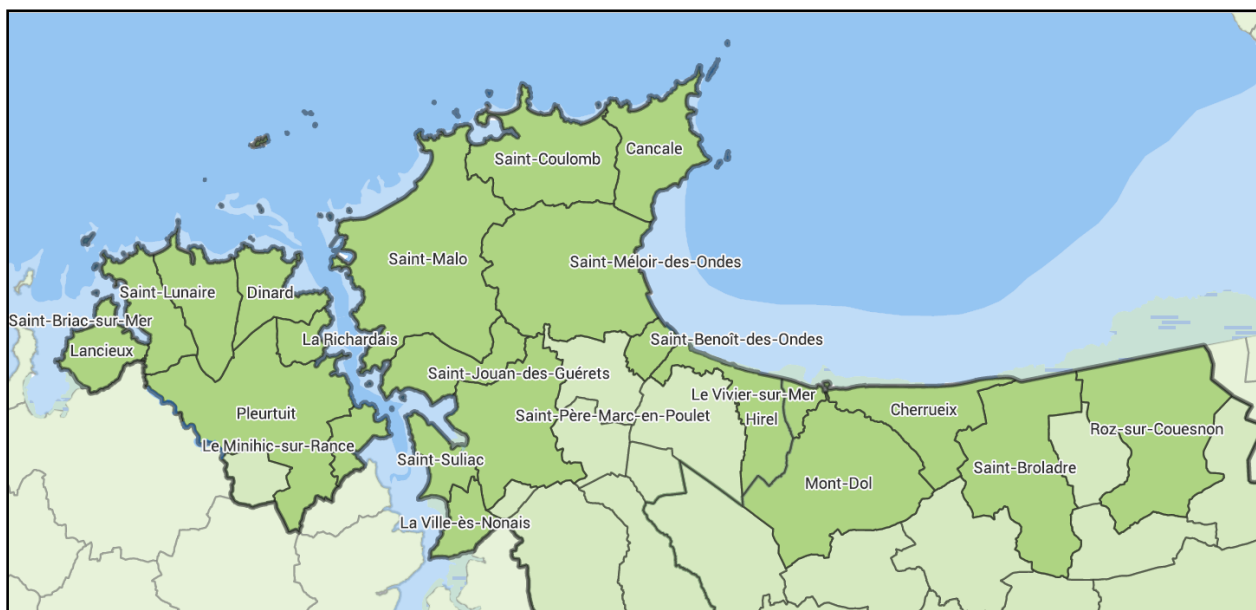 Cancale
Saint-Coulomb
Saint-Malo
Saint-Méloir-des-Ondes
Saint-Lunaire
Dinard
Saint-Briac-sur-Mer
La Richardais
Saint-Benoît-des-Ondes
Lancieux
Saint-Jouan-des-Guérets
Le Vivier-sur-Mer
Cherrueix
Pleurtuit
Saint-Père-Marc-en-Poulet
Hirel
Roz-sur-Couesnon
Le Minihic-sur-Rance
Saint-Suliac
Saint-Broladre
Mont-Dol
La Ville-ès-Nonais